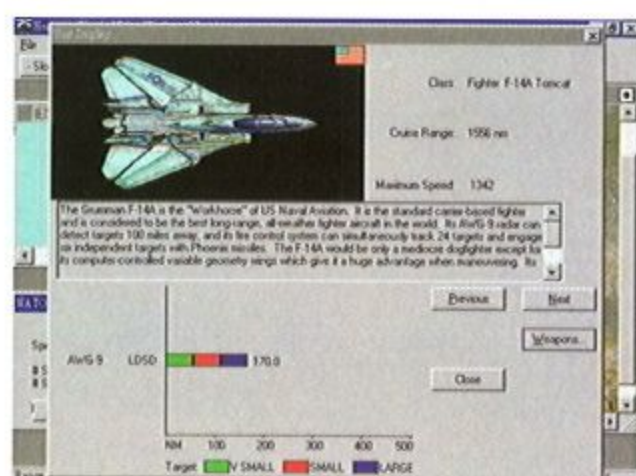 File
Class Fighter F-14A Tomcat
Cruise Range 1556 nm
Maximum Speed 1342
The Grumman F-14A is the "Workhorse" of US Naval Aviation. It is the standard carrier-based fighter
and is considered to be the best long-range, all-weather fighter aircraft in the world. Its AWG-9 radar can
detect targets 100 miles away, and its fire control system can simultaneously track 24 targets and engage
six independent targets with Phoenix missiles. The F-14A would be only a mediocre dogfighter except for
its computer-controlled variable geometry wings which give it a huge advantage when maneuvering. Its
Previous
Next
Weapons...
Close
AWG-9 LDSD 170.0
NM 100 200 300 400 500
Target: V SMALL SMALL LARGE